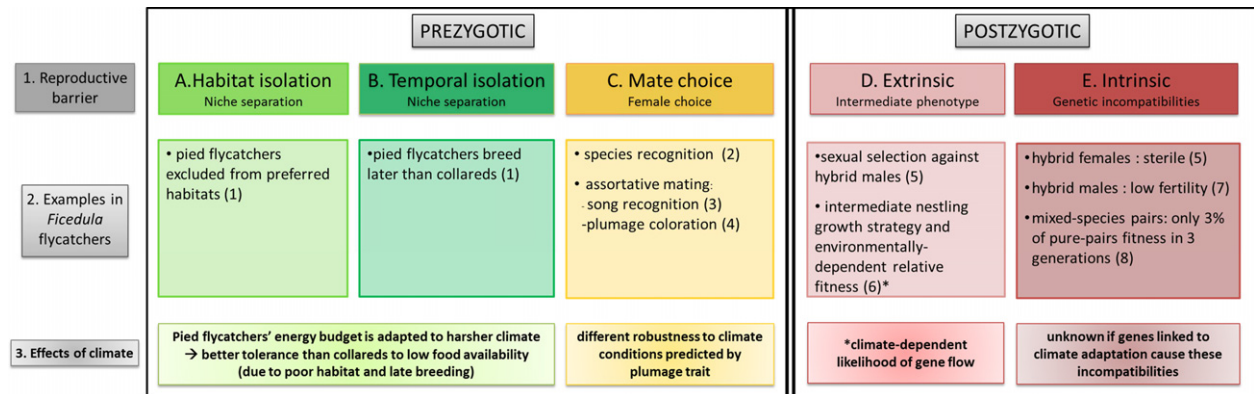 PREZYGOTIC
POSTZYGOTIC
1. Reproductive
barrier
A.Habitat isolation
Niche separation
B. Temporal isolation
Niche separation
C. Mate choice
Female choice
D. Extrinsic
Intermediate phenotype
E. Intrinsic
Genetic incompatibilities
2. Examples in
Ficedula
flycatchers
• pied flycatchers
excluded from preferred
habitats (1)
•pied flycatchers breed
later than collareds (1)
• species recognition (2)
• assortative mating:
- song recognition (3)
-plumage coloration (4)
•sexual selection against
hybrid males (5)
• intermediate nestling
growth strategy and
environmentally-
dependent relative
fitness (6)*
• hybrid females : sterile (5)
• hybrid males : low fertility (7)
• mixed-species pairs: only 3%
of pure-pairs fitness in 3
generations (8)
3. Effects of climate
Pied flycatchers' energy budget is adapted to harsher climate
→ better tolerance than collareds to low food availability
(due to poor habitat and late breeding)
different robustness to climate
conditions predicted by
plumage trait
*climate-dependent
likelihood of gene flow
unknown if genes linked to
climate adaptation cause these
incompatibilities